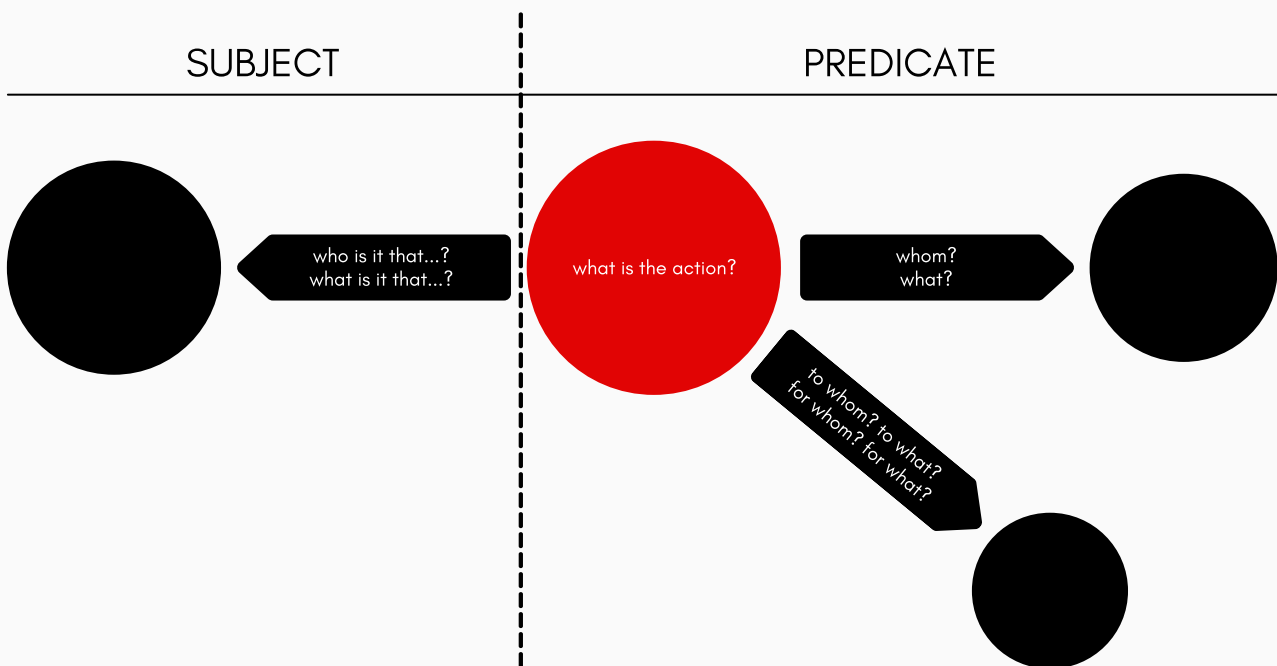 SUBJECT
PREDICATE
who is it that...?
what is it that...?
what is the action?
whom?
what?
to whom? to what?
for whom? for what?